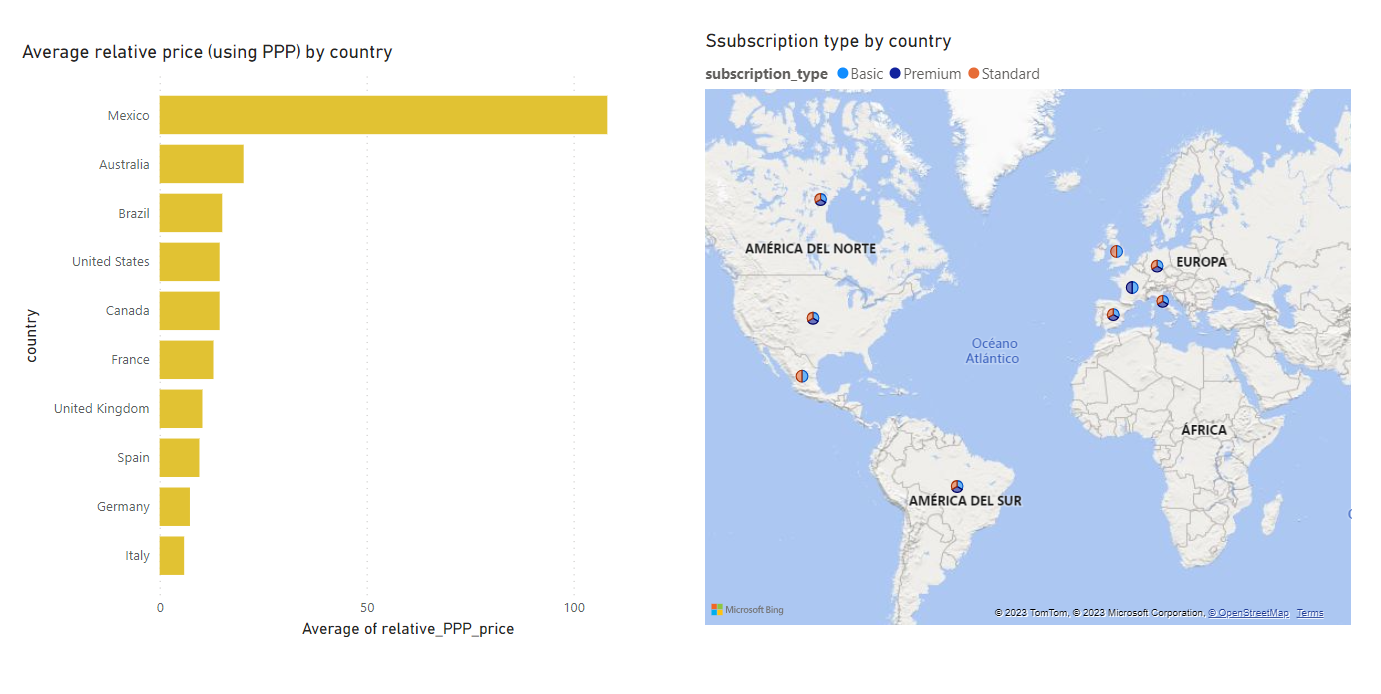 Average relative price (using PPP) by country
country
Mexico
Australia
Brazil
United States
Canada
France
United Kingdom
Spain
Germany
Italy
0 50 100
Average of relative_PPP_price
Ssubscription type by country
subscription_type Basic Premium Standard
AMÉRICA DEL NORTE
EUROPA
Océano
Atlántico
ÁFRICA
AMÉRICA DEL SUR
Microsoft Bing
© 2023 TomTom, © 2023 Microsoft Corporation, © OpenStreetMap Terms